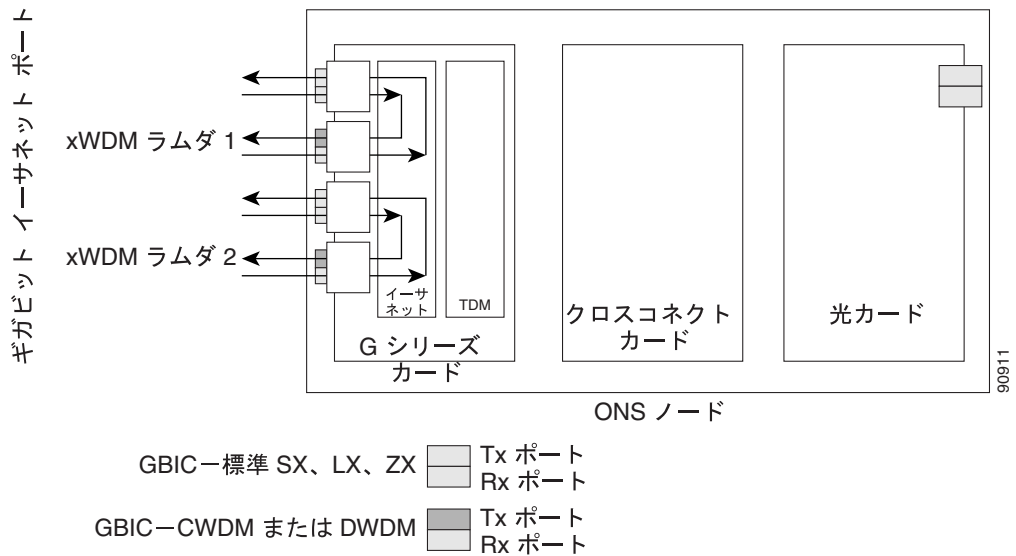 ギガビット イーサネット ポート
xWDM ラムダ 1
xWDM ラムダ 2
イーサ
ネット
TDM
G シリーズ
カード
クロスコネクト
カード
光カード
90911
ONS ノード
GBIC－標準 SX、LX、ZX
Tx ポート
Rx ポート
GBIC－CWDM または DWDM
Tx ポート
Rx ポート